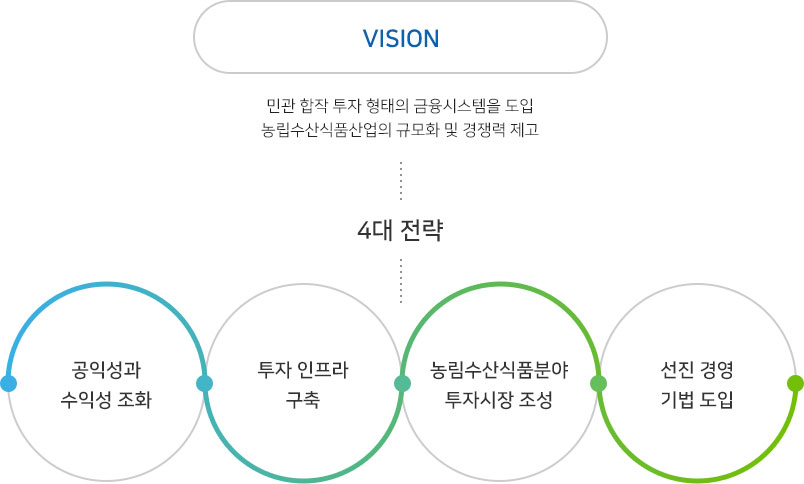 VISION
민관 합작 투자 형태의 금융시스템을 도입
농림수산식품산업의 규모화 및 경쟁력 제고
4대 전략
공익성과
수익성 조화
투자 인프라
구축
농림수산식품분야
투자시장 조성
선진 경영
기법 도입